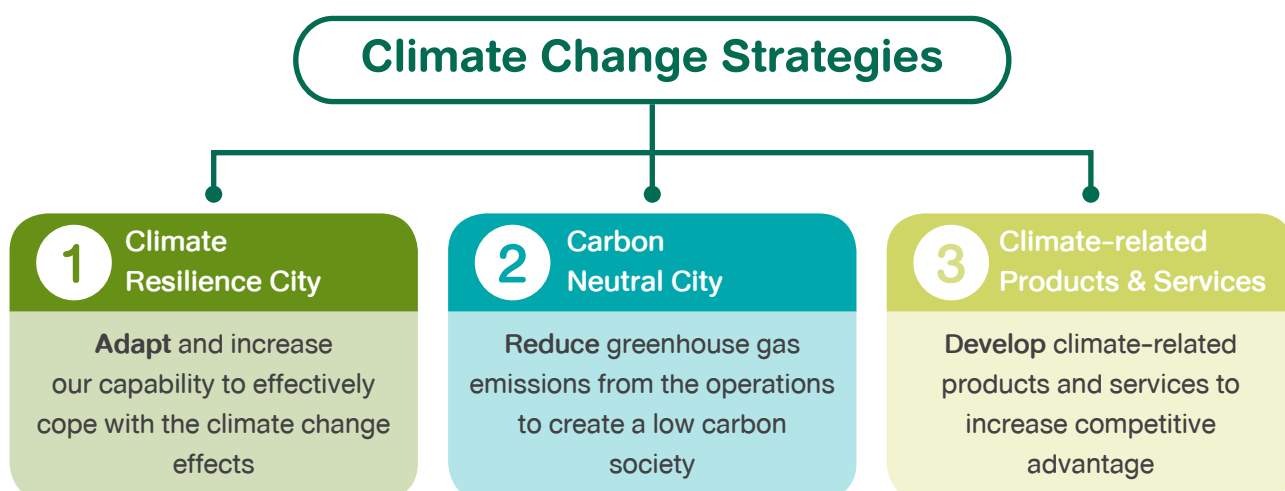 Climate Change Strategies
1
Climate
Resilience City
Adapt and increase
our capability to effectively
cope with the climate change
effects
2
Carbon
Neutral City
Reduce greenhouse gas
emissions from the operations
to create a low carbon
society
3
Climate-related
Products & Services
Develop climate-related
products and services to
increase competitive
advantage